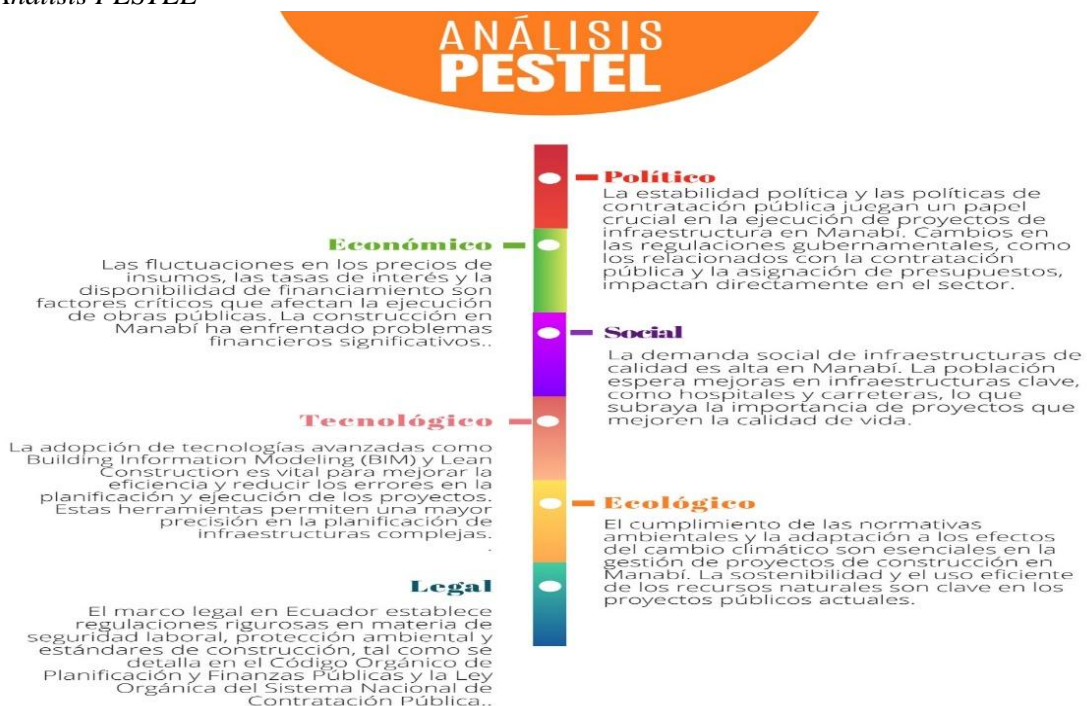 Análisis PESTEL
ANÁLISIS
PESTEL
Político
La estabilidad política y las políticas de
contratación pública juegan un papel
crucial en la ejecución de proyectos de
infraestructura en Manabí. Cambios en
las regulaciones gubernamentales, como
los relacionados con la contratación
pública y la asignación de presupuestos,
impactan directamente en el sector.
Económico
Las fluctuaciones en los precios de
insumos, las tasas de interés y la
disponibilidad de financiamiento son
factores críticos que afectan la ejecución
de obras públicas. La construcción en
Manabí ha enfrentado problemas
financieros significativos..
Social
La demanda social de infraestructuras de
calidad es alta en Manabí. La población
espera mejoras en infraestructuras clave,
como hospitales y carreteras, lo que
subraya la importancia de proyectos que
mejoren la calidad de vida.
Tecnológico
La adopción de tecnologías avanzadas como
Building Information Modeling (BIM) y Lean
Construction es vital para mejorar la
eficiencia y reducir los errores en la
planificación y ejecución de los proyectos.
Estas herramientas permiten una mayor
precisión en la planificación de
infraestructuras complejas.
.
Ecológico
El cumplimiento de las normativas
ambientales y la adaptación a los efectos
del cambio climático son esenciales en la
gestión de proyectos de construcción en
Manabí. La sostenibilidad y el uso eficiente
de los recursos naturales son clave en los
proyectos públicos actuales.
Legal
El marco legal en Ecuador establece
regulaciones rigurosas en materia de
seguridad laboral, protección ambiental y
estándares de construcción, tal como se
detalla en el Código Orgánico de
Planificación y Finanzas Públicas y la Ley
Orgánica del Sistema Nacional de
Contratación Pública..